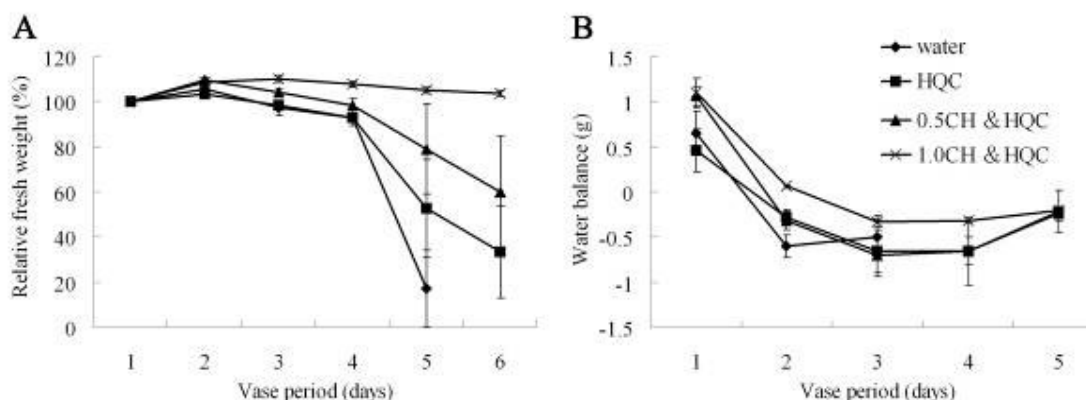 A
120
100
80
60
40
20
0
Relative fresh weight (%)
1 2 3 4 5 6
Vase period (days)
B
1.5
1
0.5
0
-0.5
-1
-1.5
Water balance (g)
1 2 3 4 5
Vase period (days)
water
HQC
0.5CH & HQC
1.0CH & HQC